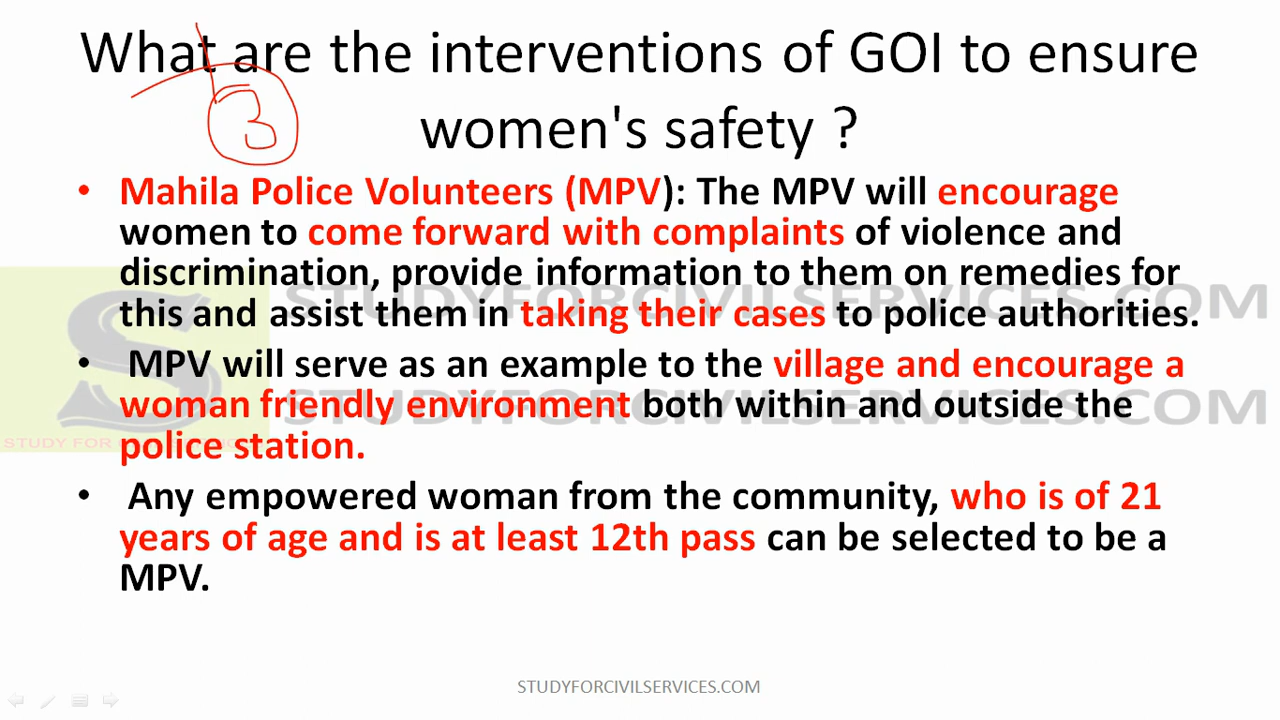 What are the interventions of GOI to ensure
women's safety ?
3
• Mahila Police Volunteers (MPV): The MPV will encourage
women to come forward with complaints of violence and
discrimination, provide information to them on remedies for
this and assist them in taking their cases to police authorities.
• MPV will serve as an example to the village and encourage a
woman friendly environment both within and outside the
police station.
• Any empowered woman from the community, who is of 21
years of age and is at least 12th pass can be selected to be a
MPV.
STUDYFORCIVILSERVICES.COM
STUDYFORCIVILSERVICES.COM
STUDY FOR
STUDYFORCIVILSERVICES.COM